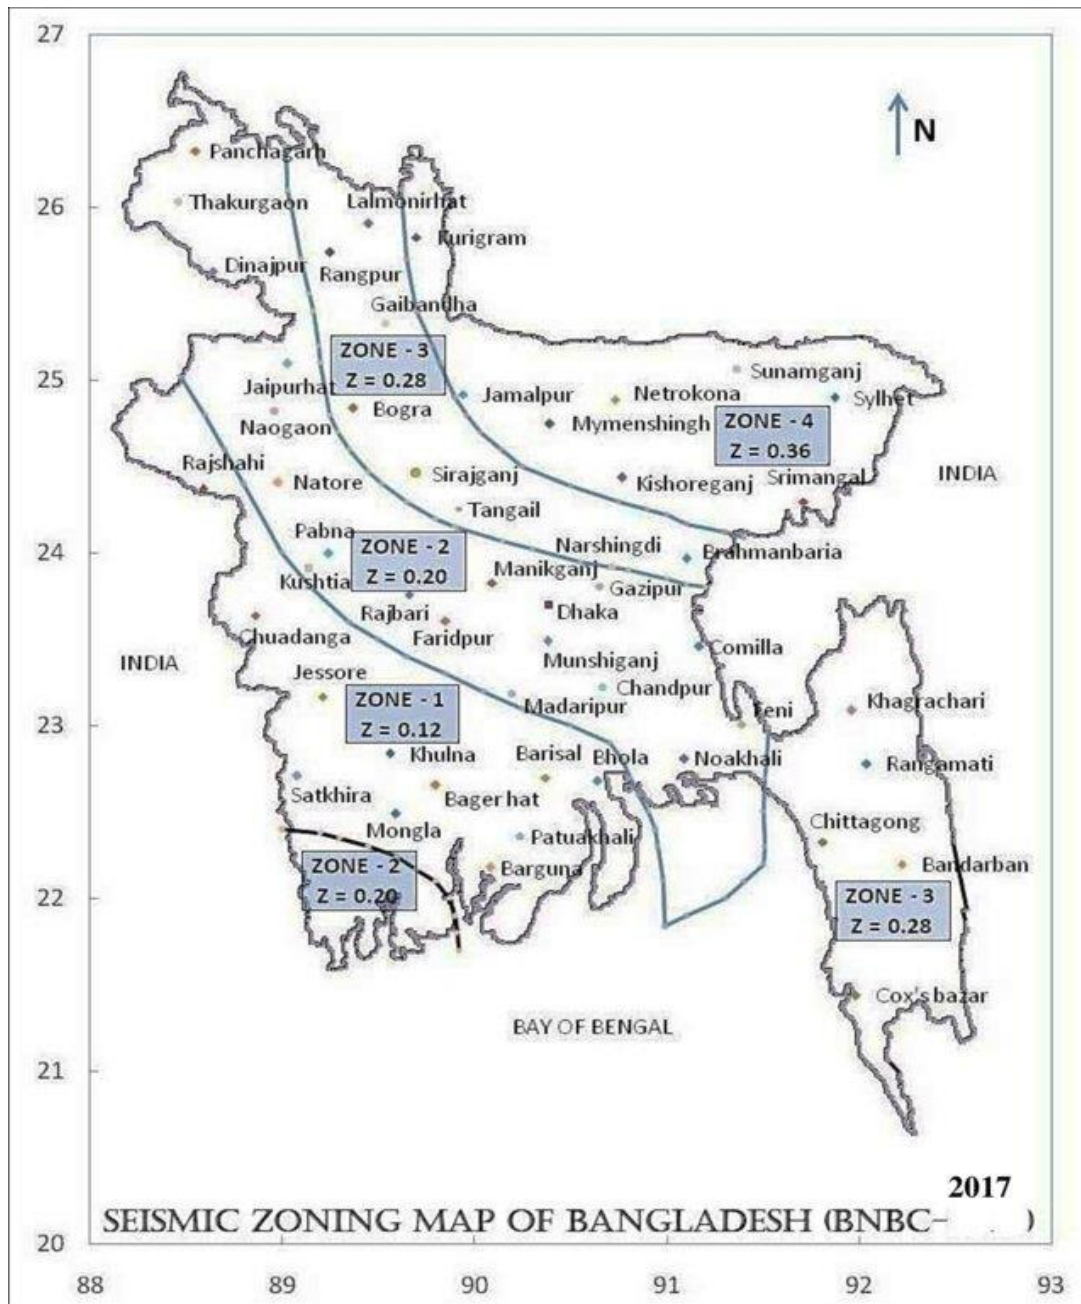 27
N
Panchagarh
26
Thakurgaon
Lalmonirhat
Kurigram
Dinajpur
Rangpur
Gaibandha
ZONE - 3
Z = 0.28
25
Jaipurhat
Bogra
Jamalpur
Netrokona
Sunamganj
Sylhet
Naogaon
Mymenshingh
ZONE - 4
Z = 0.36
Rajshahi
Natore
Sirajganj
Kishoreganj
Srimangal
INDIA
Tangail
24
Pabna
ZONE - 2
Z = 0.20
Narshingdi
Brahmanbaria
Kushtia
Manikganj
Gazipur
Rajbari
Dhaka
Chuadanga
Faridpur
INDIA
Munshiganj
Comilla
Jessore
ZONE - 1
Z = 0.12
Chandpur
23
Madaripur
Feni
Khagrachari
Khulna
Barisal
Bhola
Noakhali
Rangamati
Satkhira
Bagerhat
Mongla
Patuakhali
Chittagong
ZONE - 2
Z = 0.20
Barguna
Bandarban
22
ZONE - 3
Z = 0.28
Cox's bazar
BAY OF BENGAL
21
2017
SEISMIC ZONING MAP OF BANGLADESH (BNBC- )
20
88 89 90 91 92 93